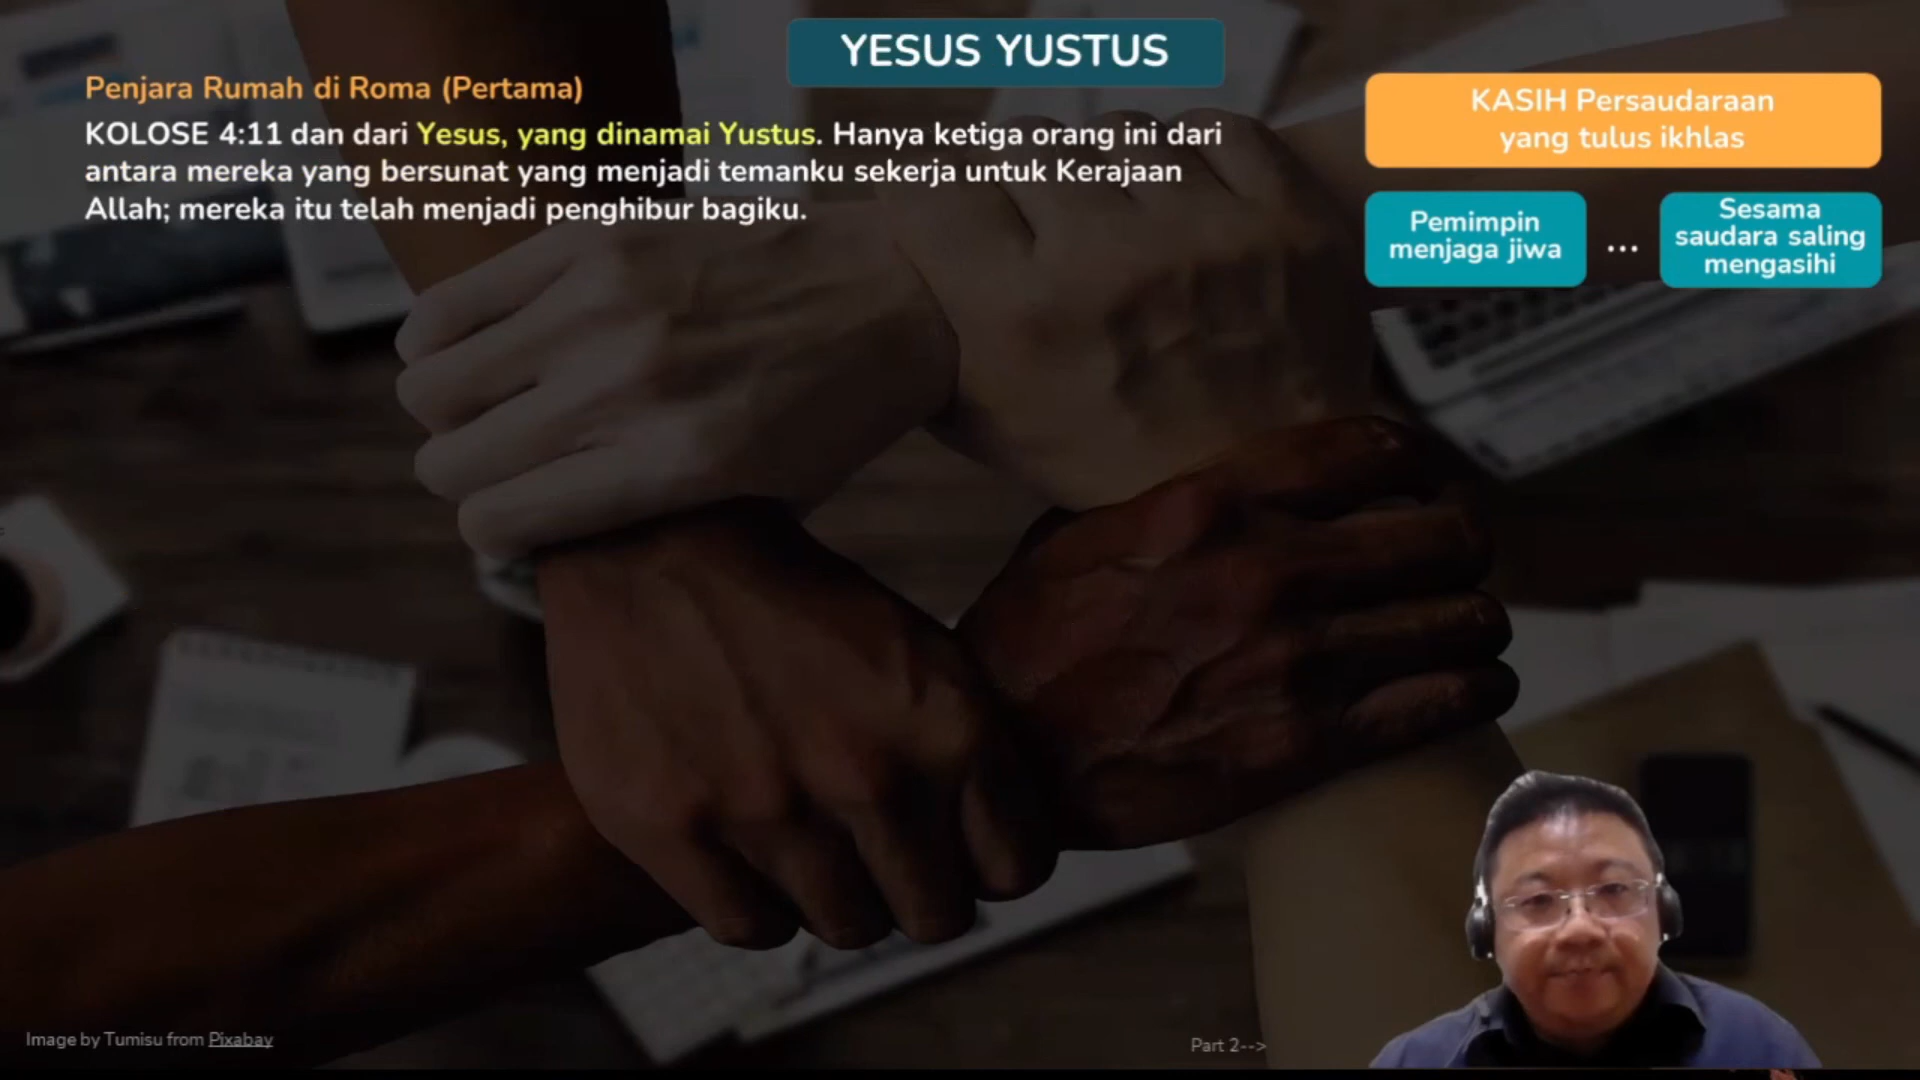 YESUS YUSTUS
Penjara Rumah di Roma (Pertama)
KOLOSE 4:11 dan dari Yesus, yang dinamai Yustus. Hanya ketiga orang ini dari
antara mereka yang bersunat yang menjadi temanku sekerja untuk Kerajaan
Allah; mereka itu telah menjadi penghibur bagiku.
KASIH Persaudaraan
yang tulus ikhlas
Pemimpin
menjaga jiwa
...
Sesama
saudara saling
mengasihi
Image by Tumisu from Pixabay
Part 2-->